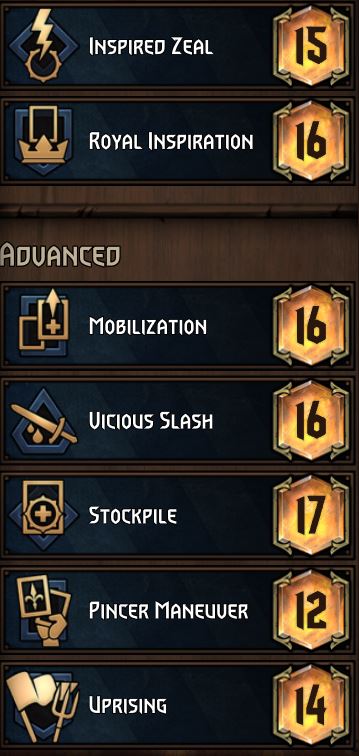 Inspired Zeal 15
Royal Inspiration 16
Advanced
Mobilization 16
Vicious Slash 16
Stockpile 17
Pincer Maneuver 12
Uprising 14